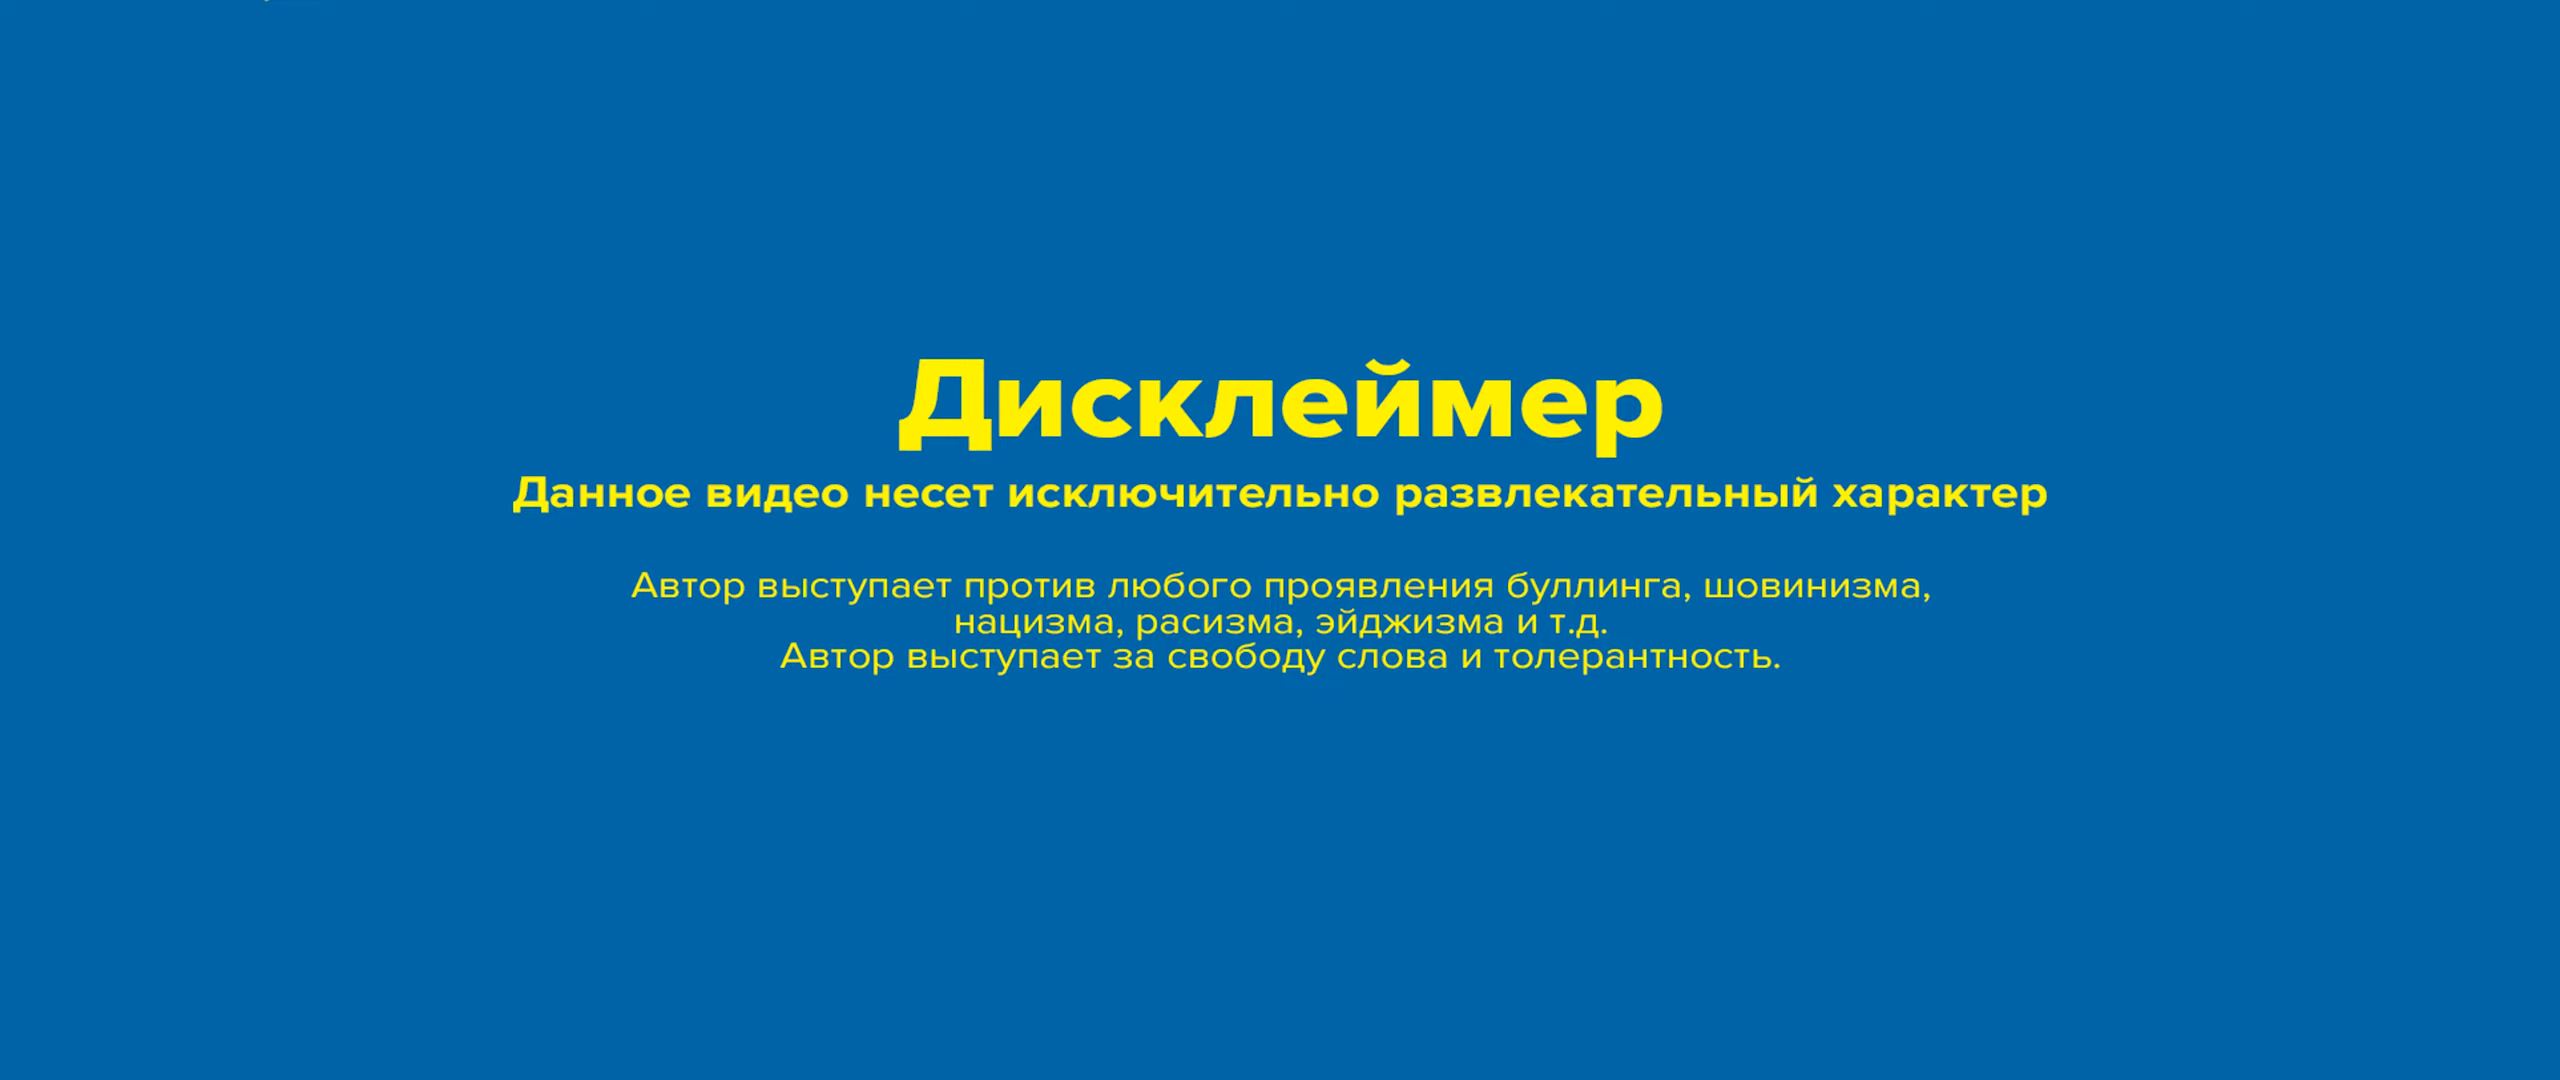 Дисклеймер
Данное видео несет исключительно развлекательный характер
Автор выступает против любого проявления буллинга, шовинизма,
нацизма, расизма, эйджизма и т.д.
Автор выступает за свободу слова и толерантность.